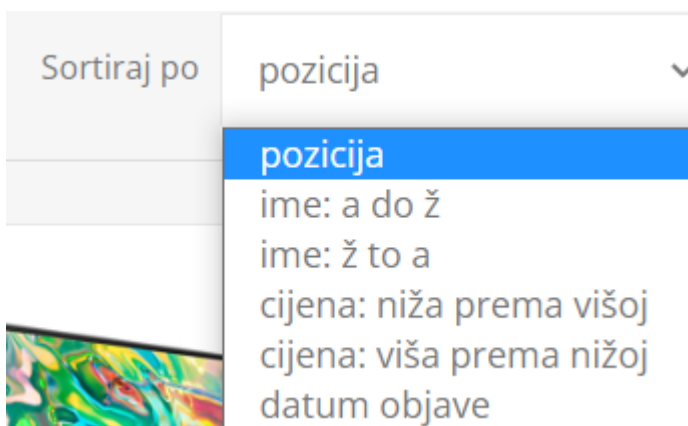 Sortiraj po
pozicija
pozicija
ime: a do ž
ime: ž to a
cijena: niža prema višoj
cijena: viša prema nižoj
datum objave